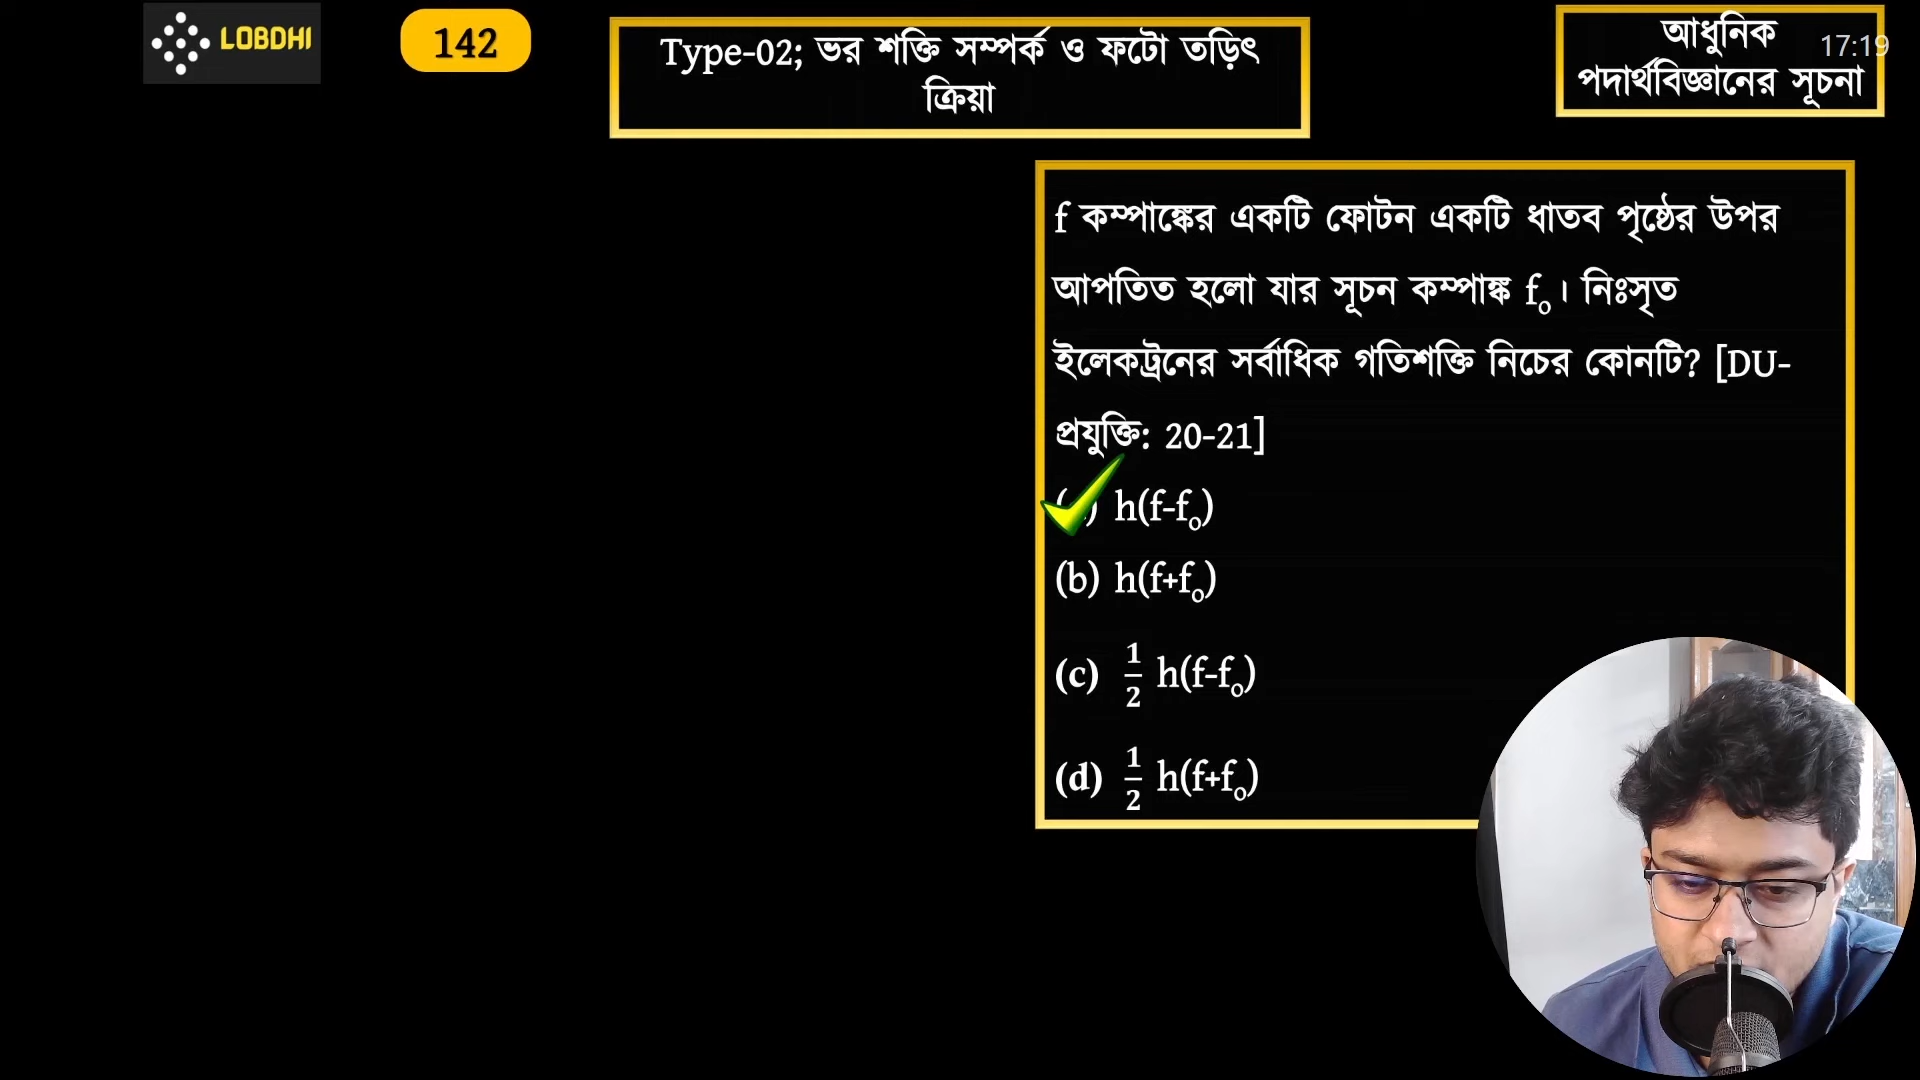 LOBDHI
142
Type-02; ভর শক্তি সম্পর্ক ও ফটো তড়িৎ
ক্রিয়া
আধুনিক
পদার্থবিজ্ঞানের সূচনা
17:19
f কম্পাঙ্কের একটি ফোটন একটি ধাতব পৃষ্ঠের উপর
আপতিত হলো যার সূচন কম্পাঙ্ক f₀। নিঃসৃত
ইলেকট্রনের সর্বাধিক গতিশক্তি নিচের কোনটি? [DU-
প্রযুক্তি: 20-21]
h(f-f₀)
(b) h(f+f₀)
(c) 1/2 h(f-f₀)
(d) 1/2 h(f+f₀)